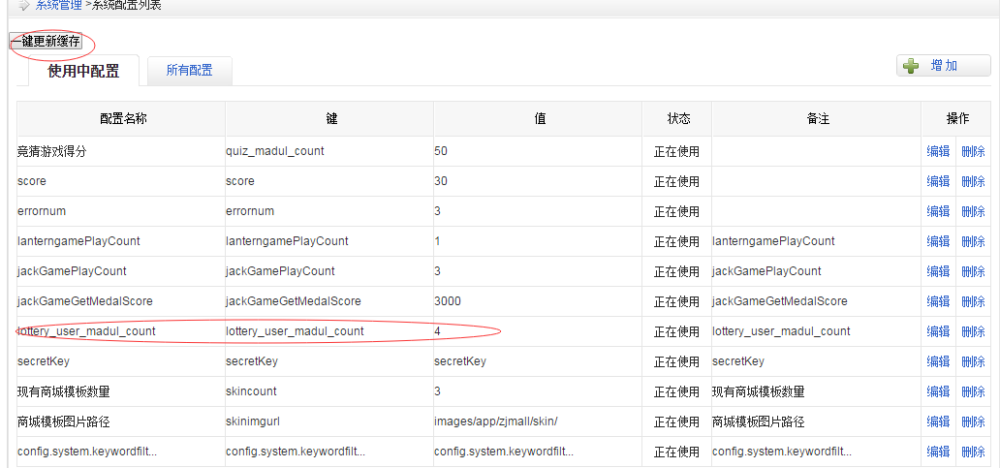 系统管理 >系统配置列表
一键更新缓存
使用中配置 所有配置 增 加
配置名称 键 值 状态 备注 操作
竞猜游戏得分 quiz_madul_count 50 正在使用 编辑 删除
score score 30 正在使用 编辑 删除
errornum errornum 3 正在使用 编辑 删除
lanterngamePlayCount lanterngamePlayCount 1 正在使用 lanterngamePlayCount 编辑 删除
jackGamePlayCount jackGamePlayCount 3 正在使用 jackGamePlayCount 编辑 删除
jackGameGetMedalScore jackGameGetMedalScore 3000 正在使用 jackGameGetMedalScore 编辑 删除
lottery_user_madul_count lottery_user_madul_count 4 正在使用 lottery_user_madul_count 编辑 删除
secretKey secretKey secretKey 正在使用 secretKey 编辑 删除
现有商城模板数量 skincount 3 正在使用 现有商城模板数量 编辑 删除
商城模板图片路径 skinimgurl images/app/zjmall/skin/ 正在使用 商城模板图片路径 编辑 删除
config.system.keywordfilt... config.system.keywordfilt... config.system.keywordfilt... 正在使用 config.system.keywordfilt... 编辑 删除